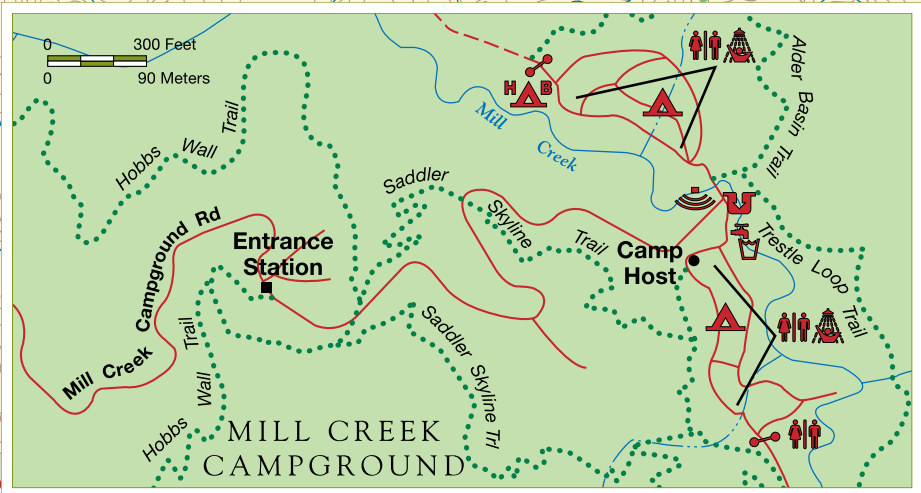 0 300 Feet
0 90 Meters
Hobbs Wall Trail
Mill Creek Campground Rd
Entrance
Station
Hobbs Wall Trail
Saddler
Skyline
Trail
Saddler Skyline Trl
H B
Mill
Creek
Alder Basin Trail
Camp
Host
Trestle Loop
Trail
MILL CREEK
CAMPGROUND